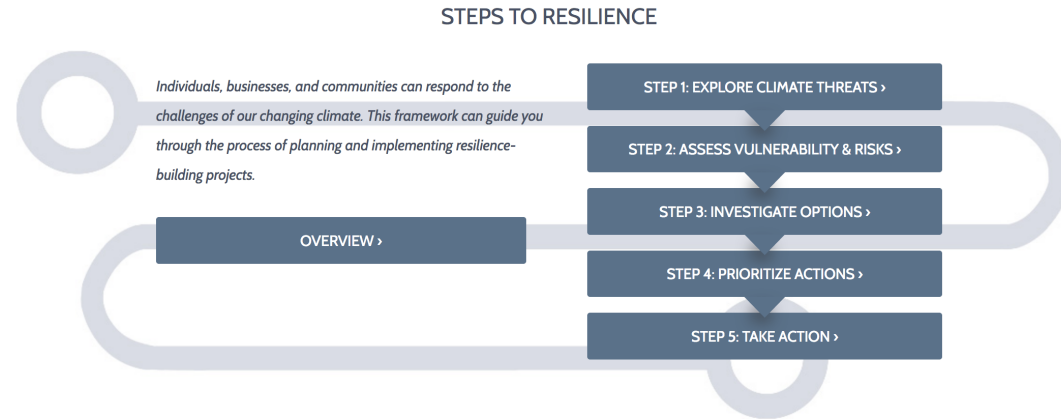 STEPS TO RESILIENCE
Individuals, businesses, and communities can respond to the
challenges of our changing climate. This framework can guide you
through the process of planning and implementing resilience-
building projects.
OVERVIEW ›
STEP 1: EXPLORE CLIMATE THREATS ›
STEP 2: ASSESS VULNERABILITY & RISKS ›
STEP 3: INVESTIGATE OPTIONS ›
STEP 4: PRIORITIZE ACTIONS ›
STEP 5: TAKE ACTION ›